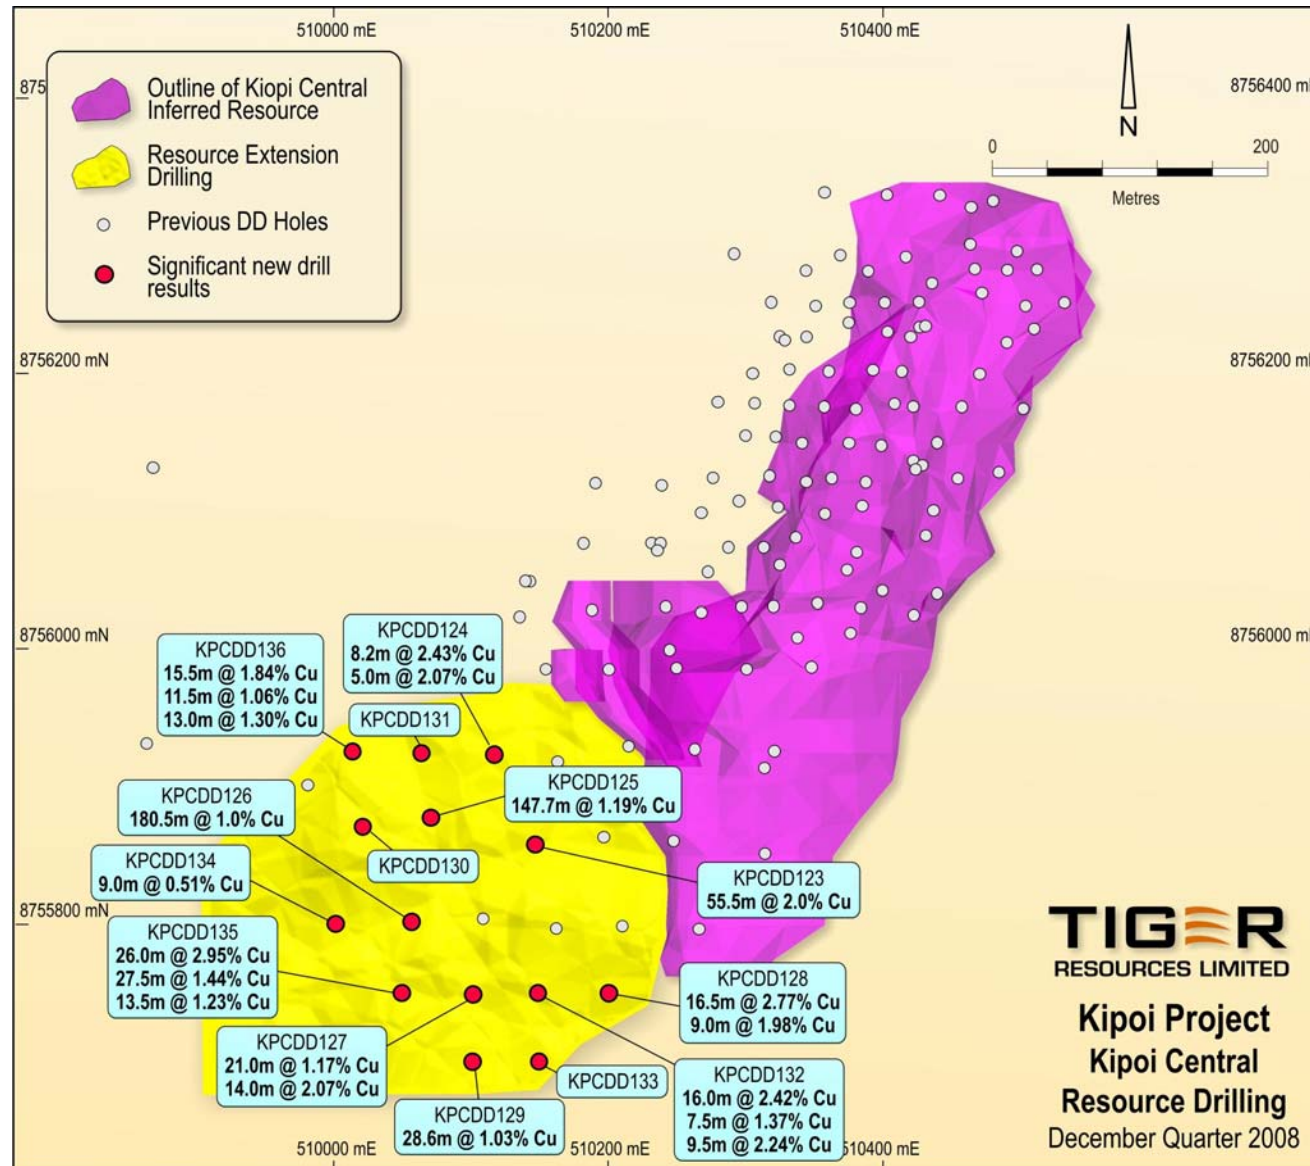 510000 mE
510200 mE
510400 mE
Outline of Kiopi Central
Inferred Resource
Resource Extension
Drilling
Previous DD Holes
Significant new drill
results
875
8756400 m
N
0
200
Metres
8756200 mN
8756200 m
8756000 mN
8756000 m
KPCDD136
15.5m @ 1.84% Cu
11.5m @ 1.06% Cu
13.0m @ 1.30% Cu
KPCDD124
8.2m @ 2.43% Cu
5.0m @ 2.07% Cu
KPCDD131
KPCDD125
147.7m @ 1.19% Cu
KPCDD126
180.5m @ 1.0% Cu
KPCDD130
KPCDD134
9.0m @ 0.51% Cu
KPCDD123
55.5m @ 2.0% Cu
8755800 mN
KPCDD135
26.0m @ 2.95% Cu
27.5m @ 1.44% Cu
13.5m @ 1.23% Cu
KPCDD128
16.5m @ 2.77% Cu
9.0m @ 1.98% Cu
KPCDD127
21.0m @ 1.17% Cu
14.0m @ 2.07% Cu
KPCDD133
KPCDD132
16.0m @ 2.42% Cu
7.5m @ 1.37% Cu
9.5m @ 2.24% Cu
KPCDD129
28.6m @ 1.03% Cu
510000 mE
510200 mE
510400 mE
TIGER
RESOURCES LIMITED
Kipoi Project
Kipoi Central
Resource Drilling
December Quarter 2008